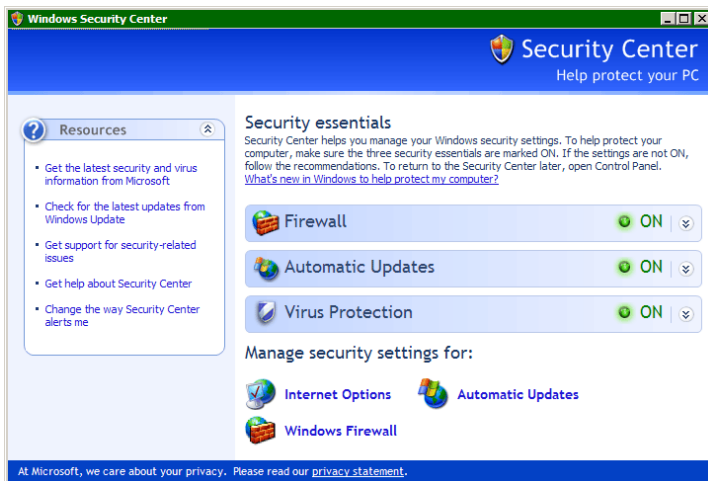 Windows Security Center
Security Center
Help protect your PC
Resources
Get the latest security and virus
information from Microsoft
Check for the latest updates from
Windows Update
Get support for security-related
issues
Get help about Security Center
Change the way Security Center
alerts me
Security essentials
Security Center helps you manage your Windows security settings. To help protect your
computer, make sure the three security essentials are marked ON. If the settings are not ON,
follow the recommendations. To return to the Security Center later, open Control Panel.
What's new in Windows to help protect my computer?
Firewall ON
Automatic Updates ON
Virus Protection ON
Manage security settings for:
Internet Options Automatic Updates
Windows Firewall
At Microsoft, we care about your privacy. Please read our privacy statement.